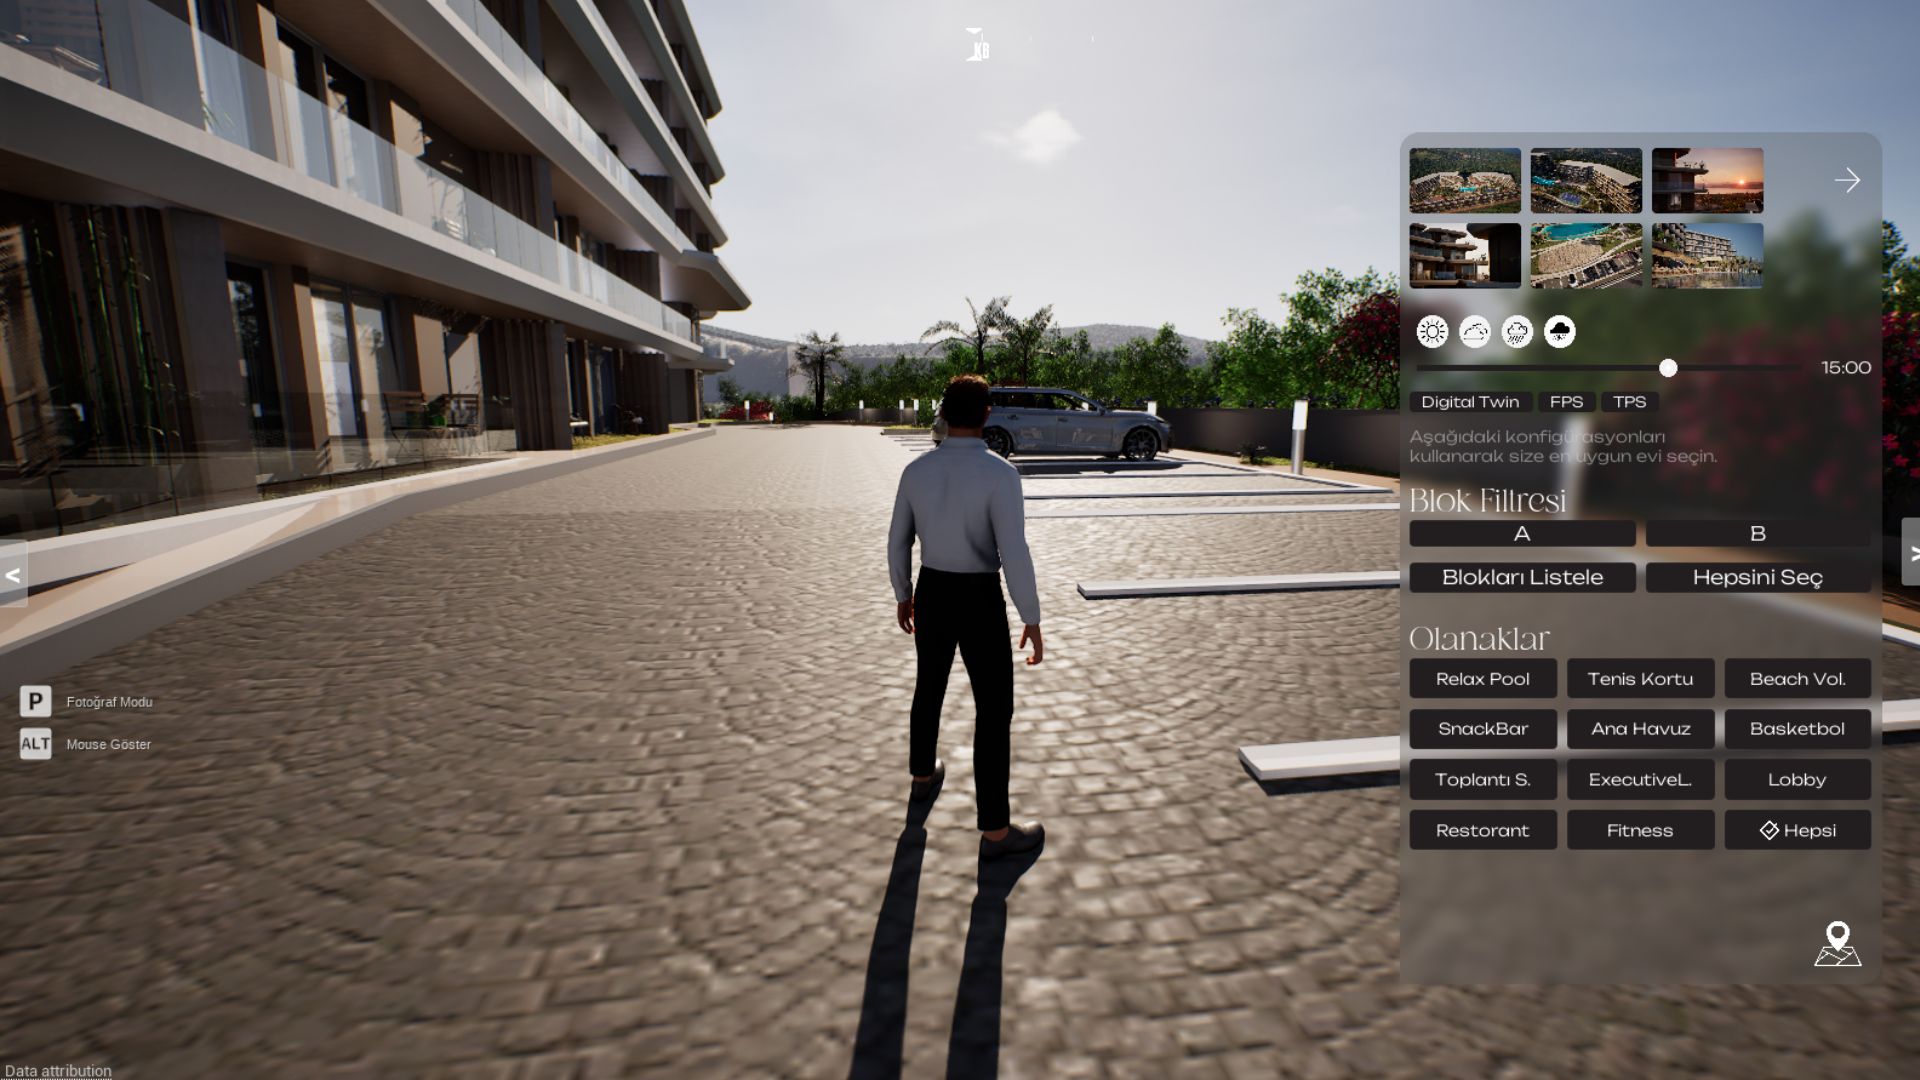 KB
15:00
Digital Twin FPS TPS
Aşağıdaki konfigürasyonları
kullanarak size en uygun evi seçin.
Blok Filtresi
A B
Blokları Listele Hepsini Seç
Olanaklar
Relax Pool Tenis Kortu Beach Vol.
SnackBar Ana Havuz Basketbol
Toplantı S. ExecutiveL. Lobby
Restorant Fitness Hepsi
< >
P Fotoğraf Modu
ALT Mouse Göster
Data attribution